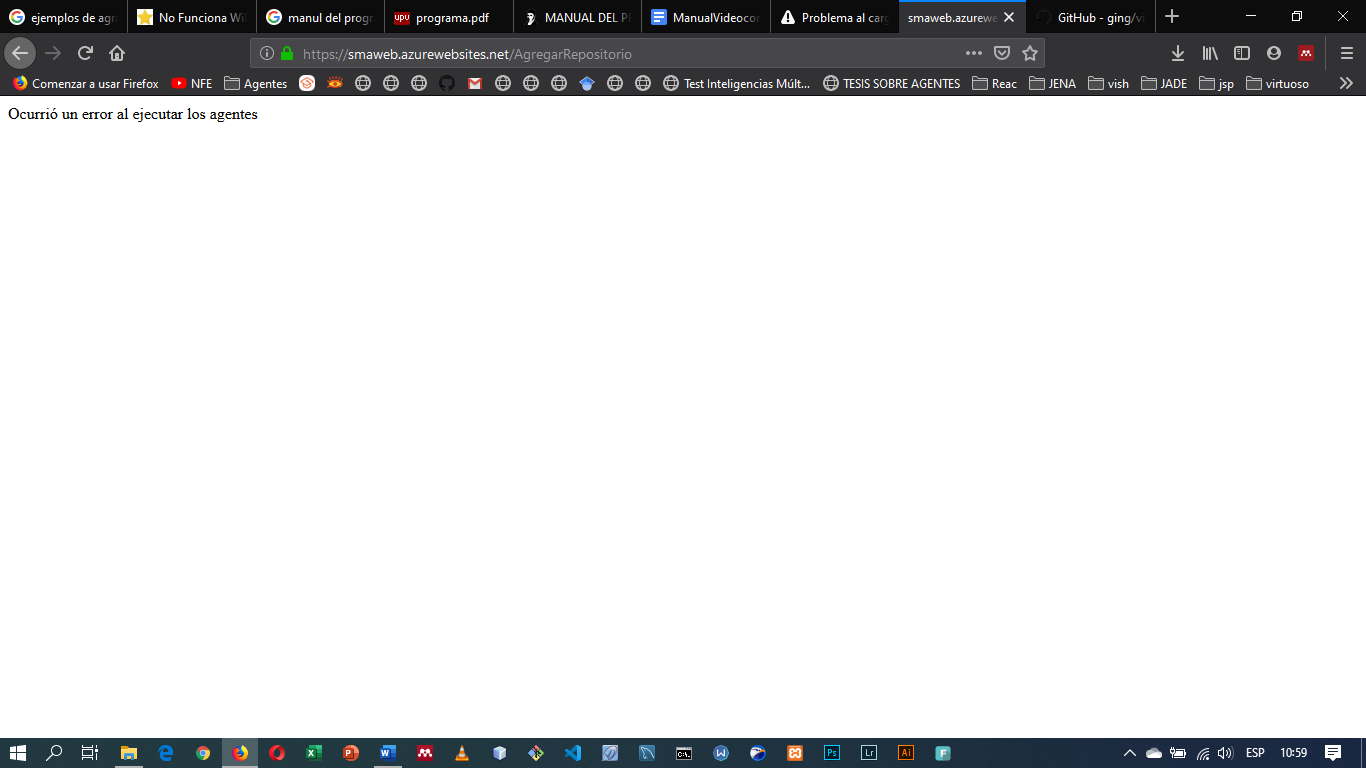 ejemplos de agr
No Funciona Wi
manul del progr
programa.pdf
MANUAL DEL P
ManualVideocor
Problema al carg
smaweb.azurewe
GitHub - ging/vi
https://smaweb.azurewebsites.net/AgregarRepositorio
Comenzar a usar Firefox
NFE
Agentes
Test Inteligencias Múlt...
TESIS SOBRE AGENTES
Reac
JENA
vish
JADE
jsp
virtuoso
Ocurrió un error al ejecutar los agentes
ESP
10:59